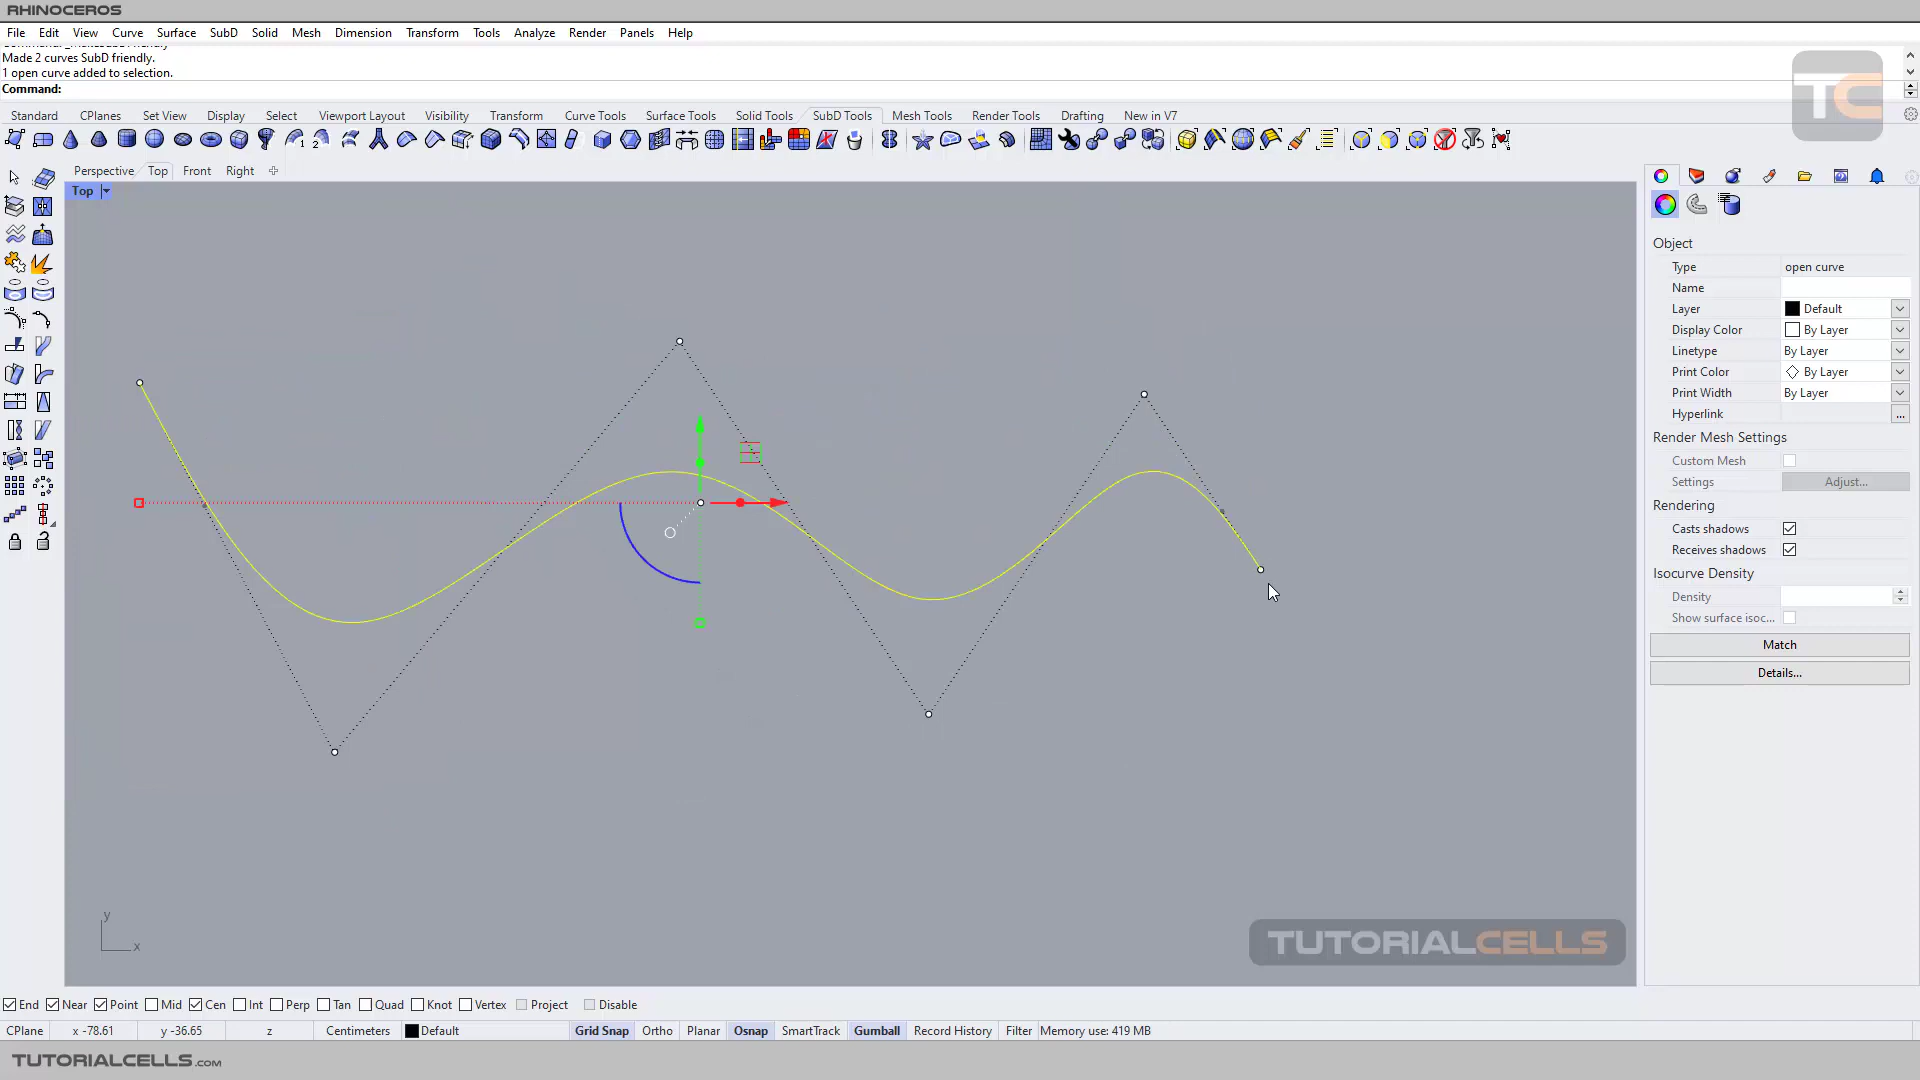 RHINOCEROS
File Edit View Curve Surface SubD Solid Mesh Dimension Transform Tools Analyze Render Panels Help
Made 2 curves SubD friendly.
1 open curve added to selection.
Command:
TC
Standard CPlanes Set View Display Select Viewport Layout Visibility Transform Curve Tools Surface Tools Solid Tools SubD Tools Mesh Tools Render Tools Drafting New in V7
Perspective Top Front Right
Top
Object
Type open curve
Name
Layer Default
Display Color By Layer
Linetype By Layer
Print Color By Layer
Print Width By Layer
Hyperlink ...
Render Mesh Settings
Custom Mesh
Settings Adjust...
Rendering
Casts shadows
Receives shadows
Isocurve Density
Density
Show surface isoc...
Match
Details...
y
x
TUTORIALCELLS
End Near Point Mid Cen Int Perp Tan Quad Knot Vertex Project Disable
CPlane x -78.61 y -36.65 z Centimeters Default Grid Snap Ortho Planar Osnap SmartTrack Gumball Record History Filter Memory use: 419 MB
TUTORIALCELLS.COM